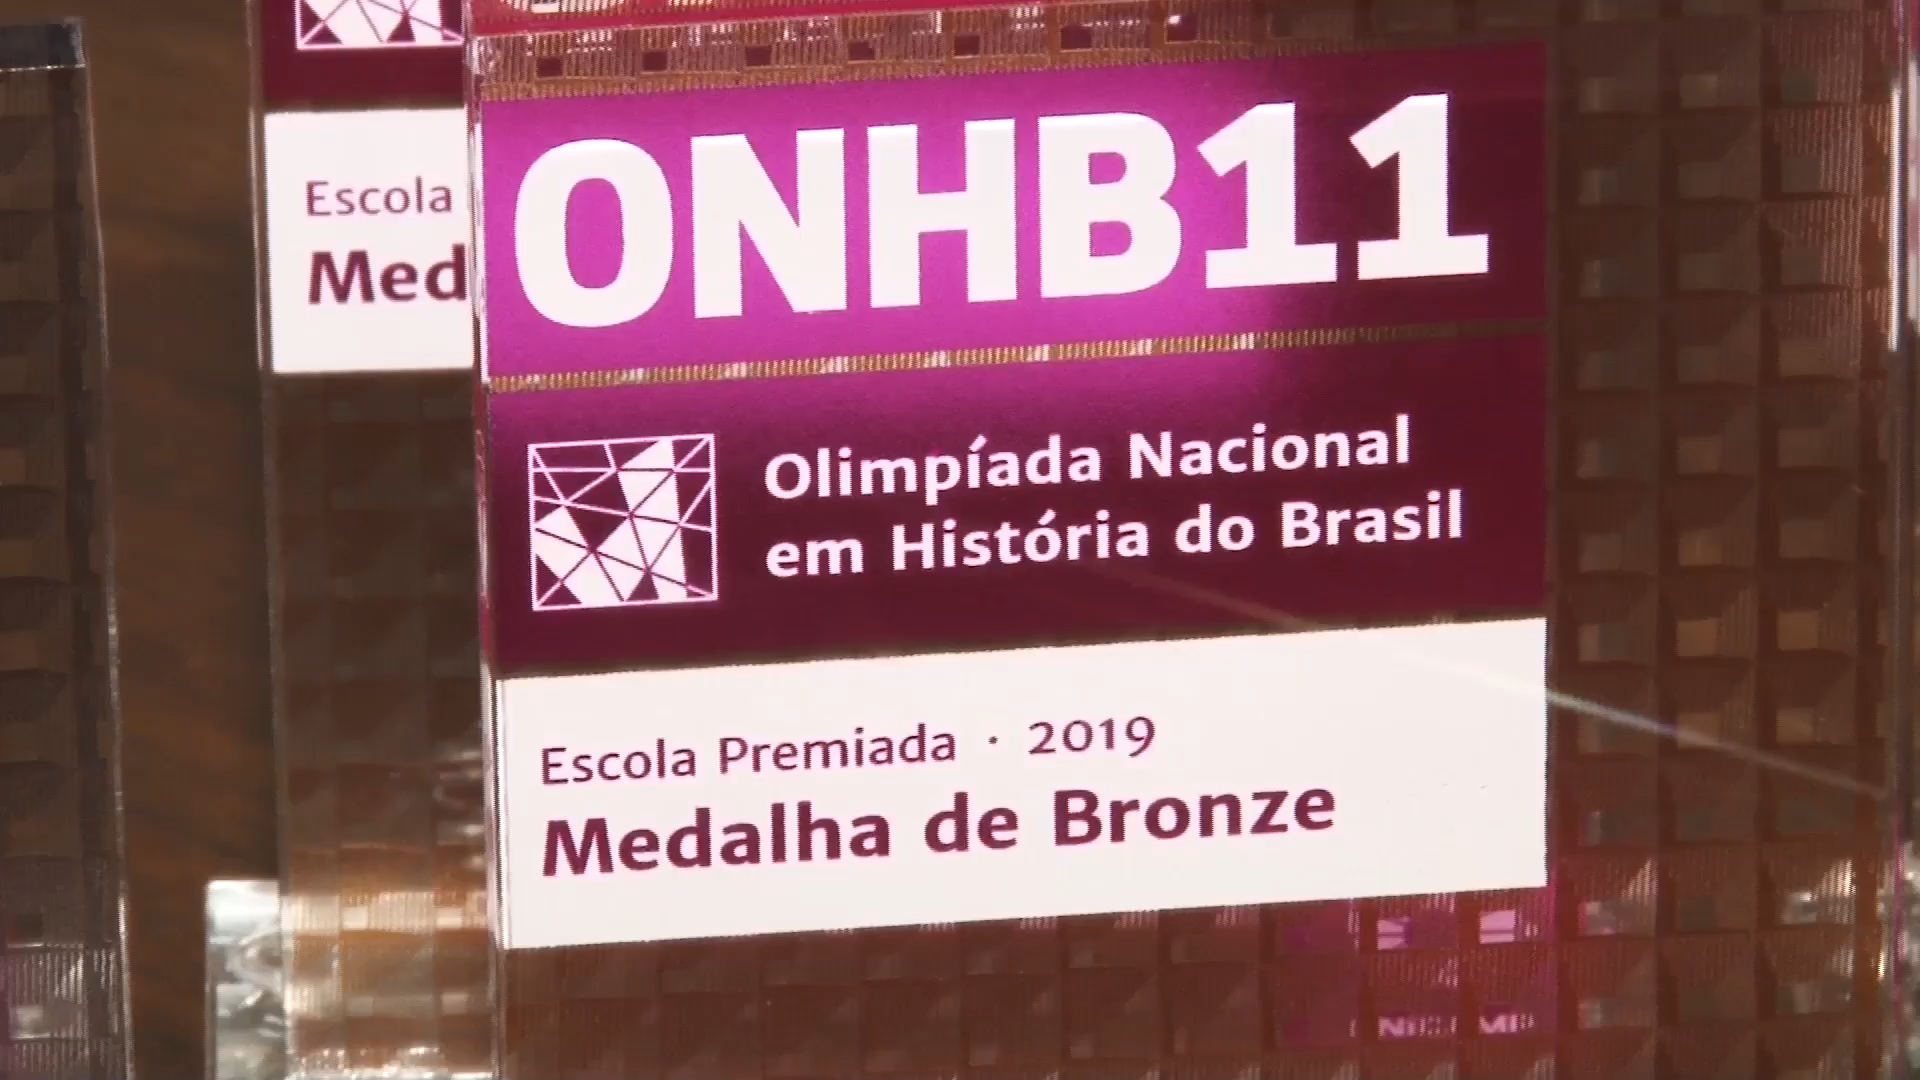 Escola
Med
ONHB11
Olimpíada Nacional
em História do Brasil
Escola Premiada · 2019
Medalha de Bronze